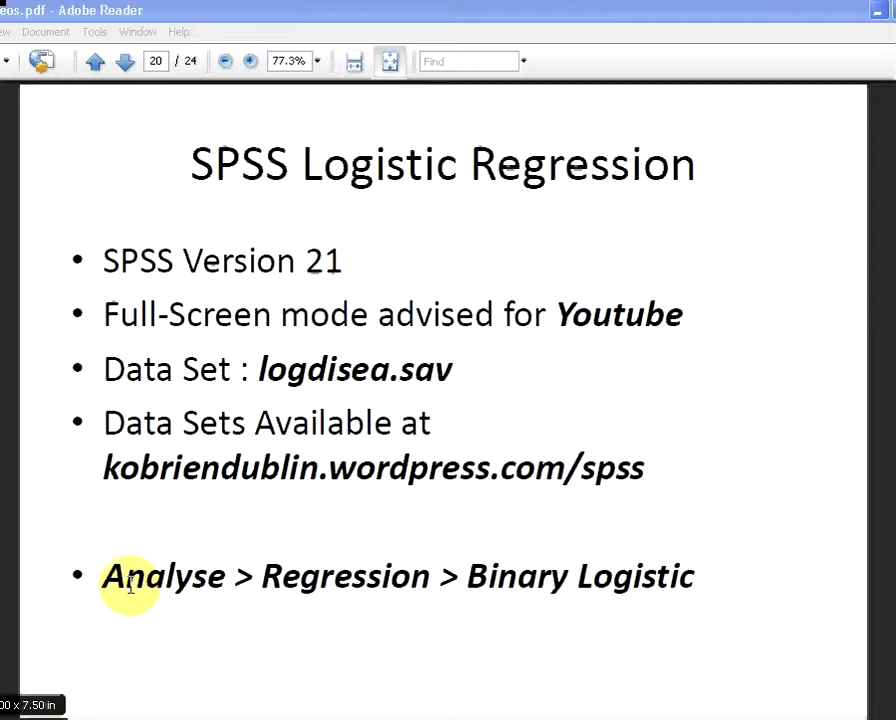 eos.pdf - Adobe Reader
ew Document Tools Window Help
20 / 24 77.3% Find
SPSS Logistic Regression
• SPSS Version 21
• Full-Screen mode advised for Youtube
• Data Set : logdisea.sav
• Data Sets Available at
kobriendublin.wordpress.com/spss
• Analyse > Regression > Binary Logistic
00 x 7.50 in